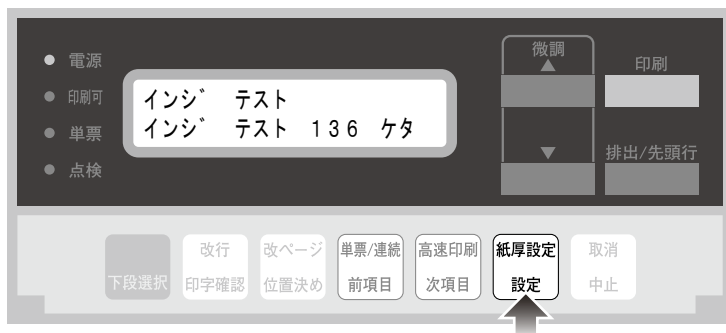 電源
印刷可
単票
点検
インジ゛ テスト
インジ゛ テスト 136 ケタ
微調
▲
▼
印刷
排出/先頭行
下段選択
改行
印字確認
改ページ
位置決め
単票/連続
前項目
高速印刷
次項目
紙厚設定
設定
取消
中止